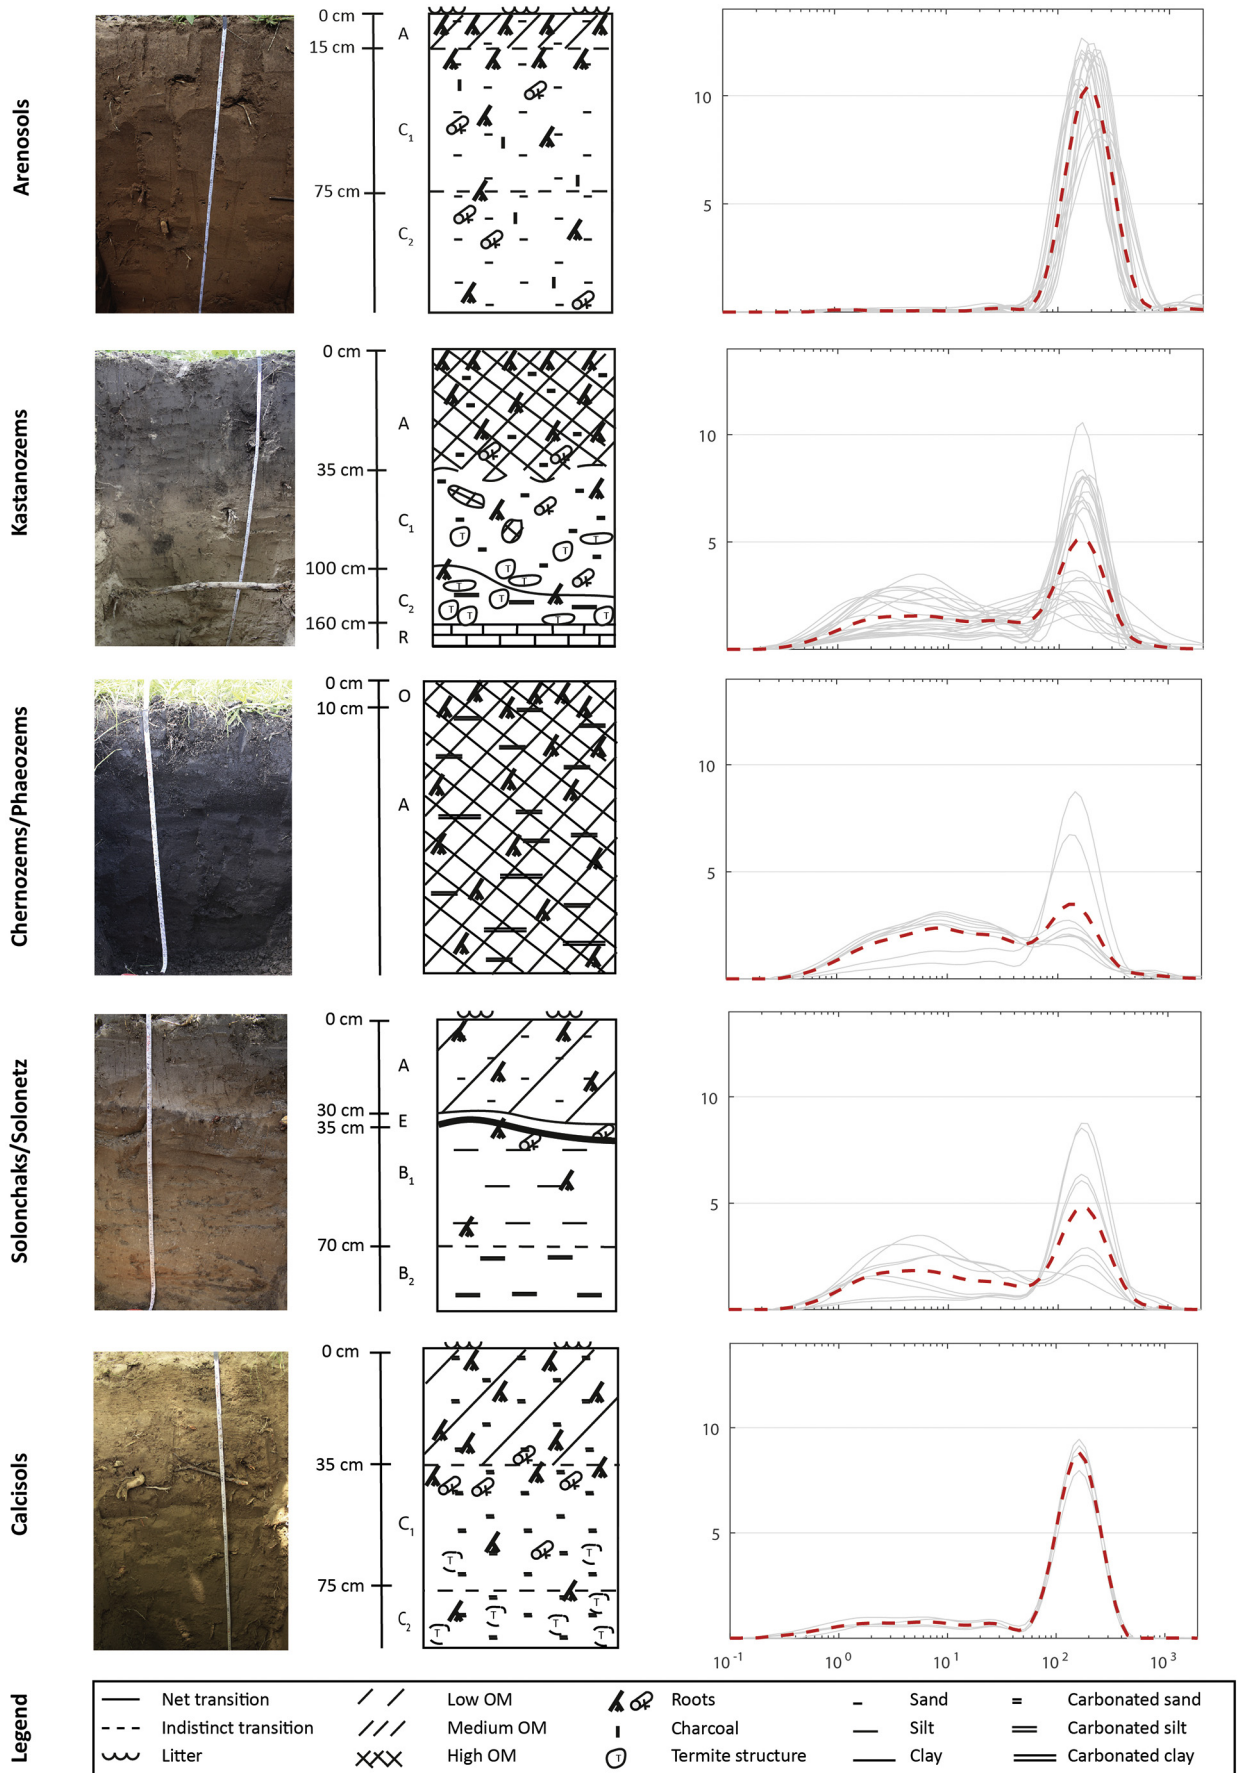 Arenosols
0 cm
15 cm
75 cm
A
C1
C2
10
5
Kastanozems
0 cm
35 cm
100 cm
160 cm
A
C1
C2
R
T
T
T
T
T
T
T
T
T
T
10
5
Chernozems/Phaeozems
0 cm
10 cm
O
A
10
5
Solonchaks/Solonetz
0 cm
30 cm
35 cm
70 cm
A
E
B1
B2
10
5
Calcisols
0 cm
35 cm
75 cm
C1
C2
T
T
T
T
T
T
T
10
5
10-1 100 101 102 103
Legend
Net transition Low OM Roots Sand Carbonated sand
Indistinct transition Medium OM Charcoal Silt Carbonated silt
Litter High OM T Termite structure Clay Carbonated clay